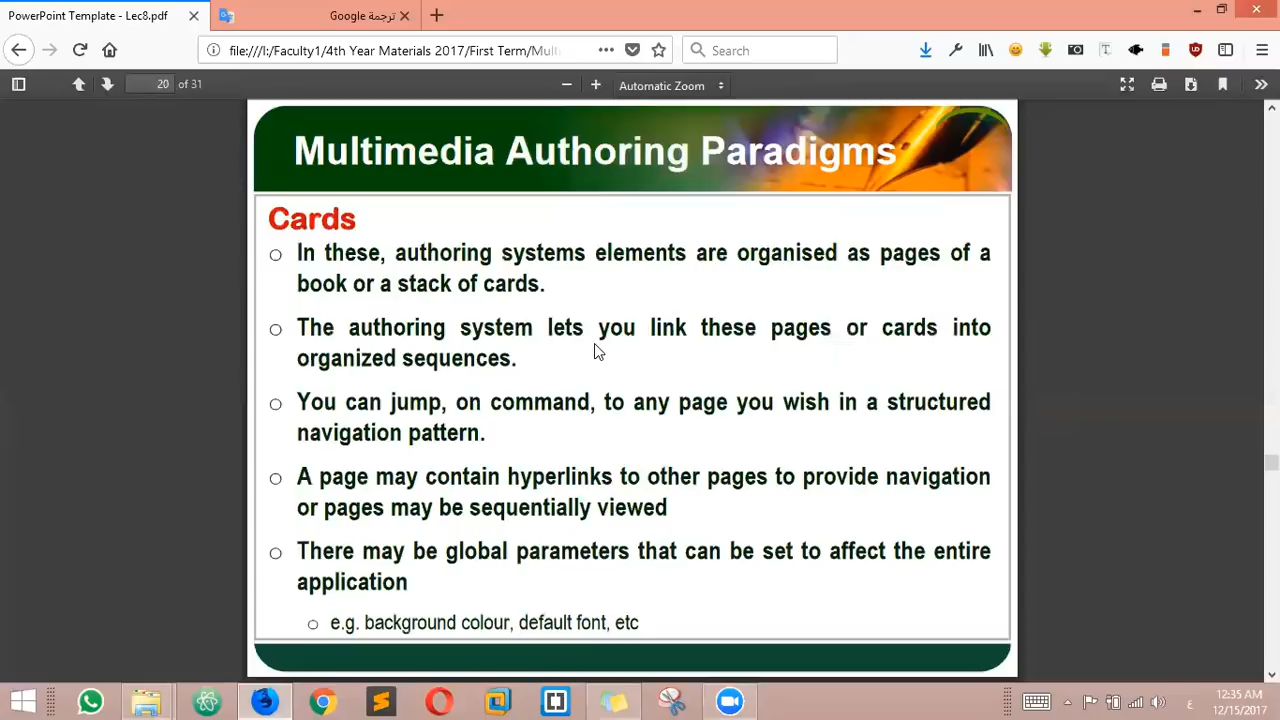 PowerPoint Template - Lec8.pdf
ترجمة Google
file:///I:/Faculty1/4th Year Materials 2017/First Term/Mult
Search
20 of 31
Automatic Zoom
Multimedia Authoring Paradigms
Cards
In these, authoring systems elements are organised as pages of a
book or a stack of cards.
The authoring system lets you link these pages or cards into
organized sequences.
You can jump, on command, to any page you wish in a structured
navigation pattern.
A page may contain hyperlinks to other pages to provide navigation
or pages may be sequentially viewed
There may be global parameters that can be set to affect the entire
application
e.g. background colour, default font, etc
ع
12:35 AM
12/15/2017